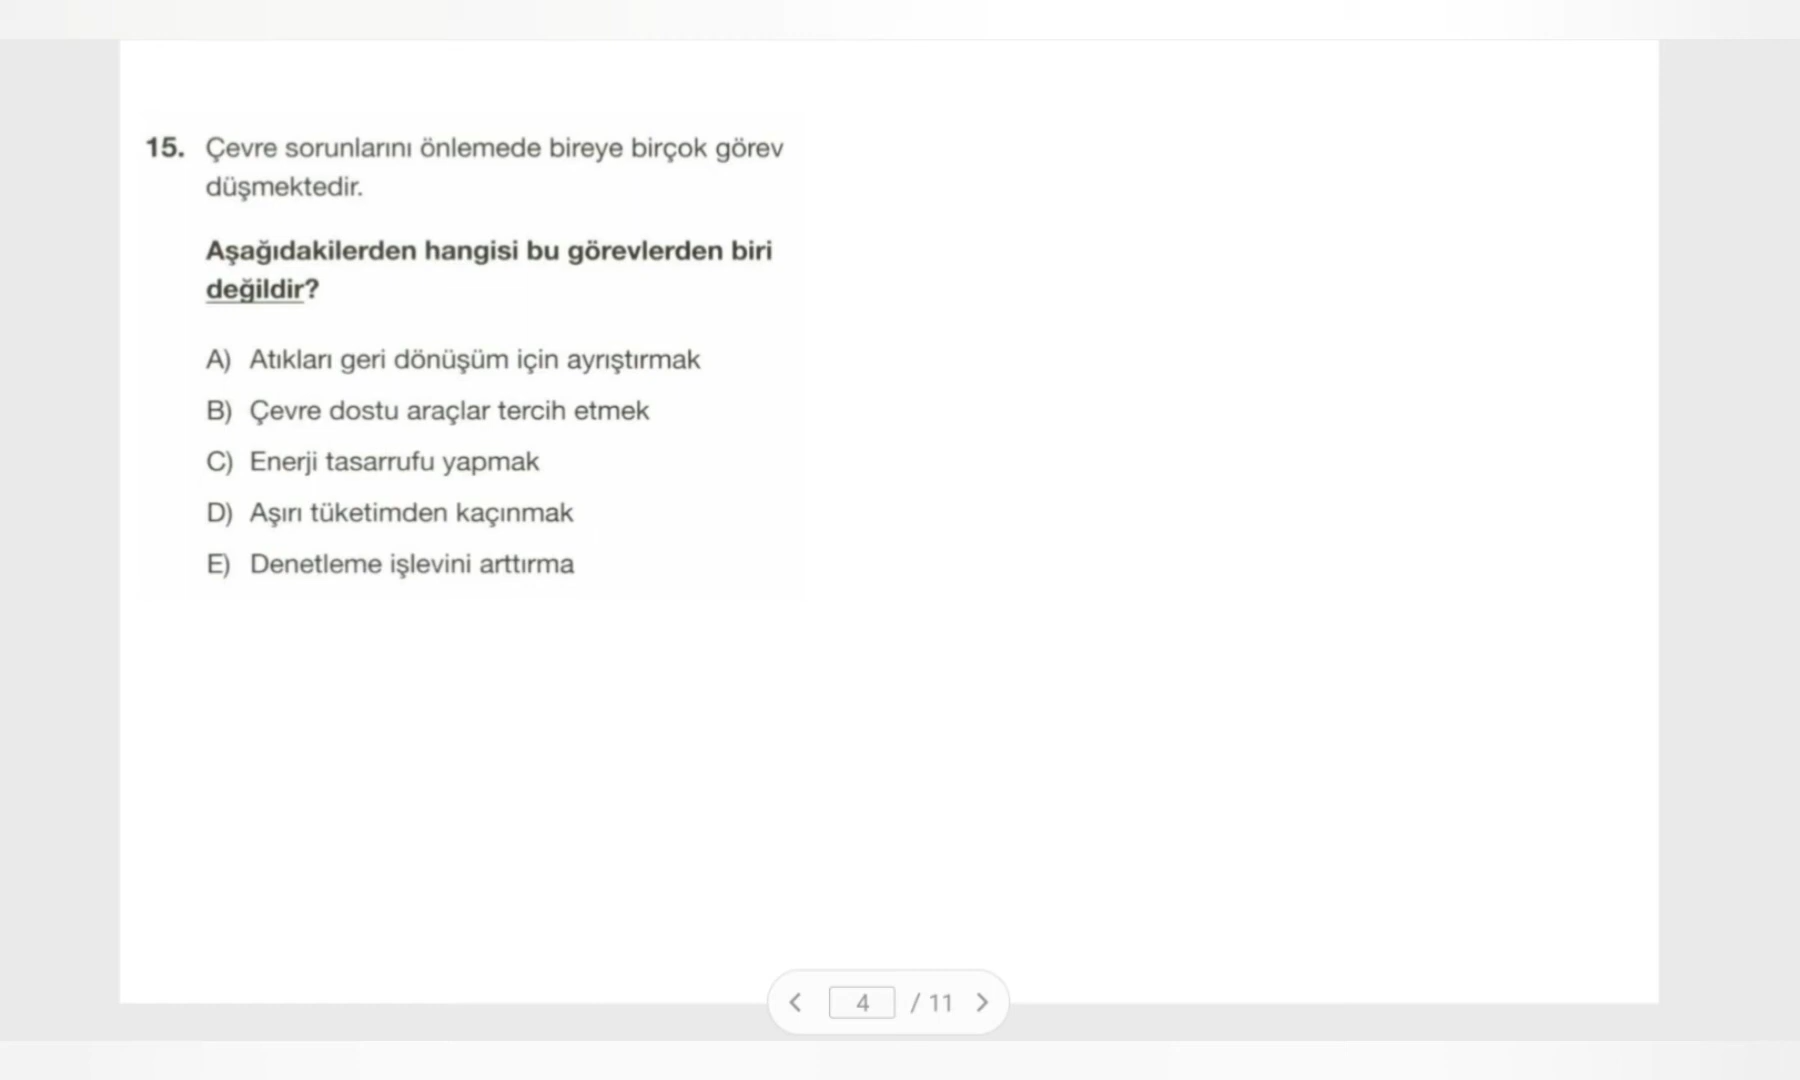 15. Çevre sorunlarını önlemede bireye birçok görev
düşmektedir.
Aşağıdakilerden hangisi bu görevlerden biri
değildir?
A) Atıkları geri dönüşüm için ayrıştırmak
B) Çevre dostu araçlar tercih etmek
C) Enerji tasarrufu yapmak
D) Aşırı tüketimden kaçınmak
E) Denetleme işlevini arttırma
4 / 11